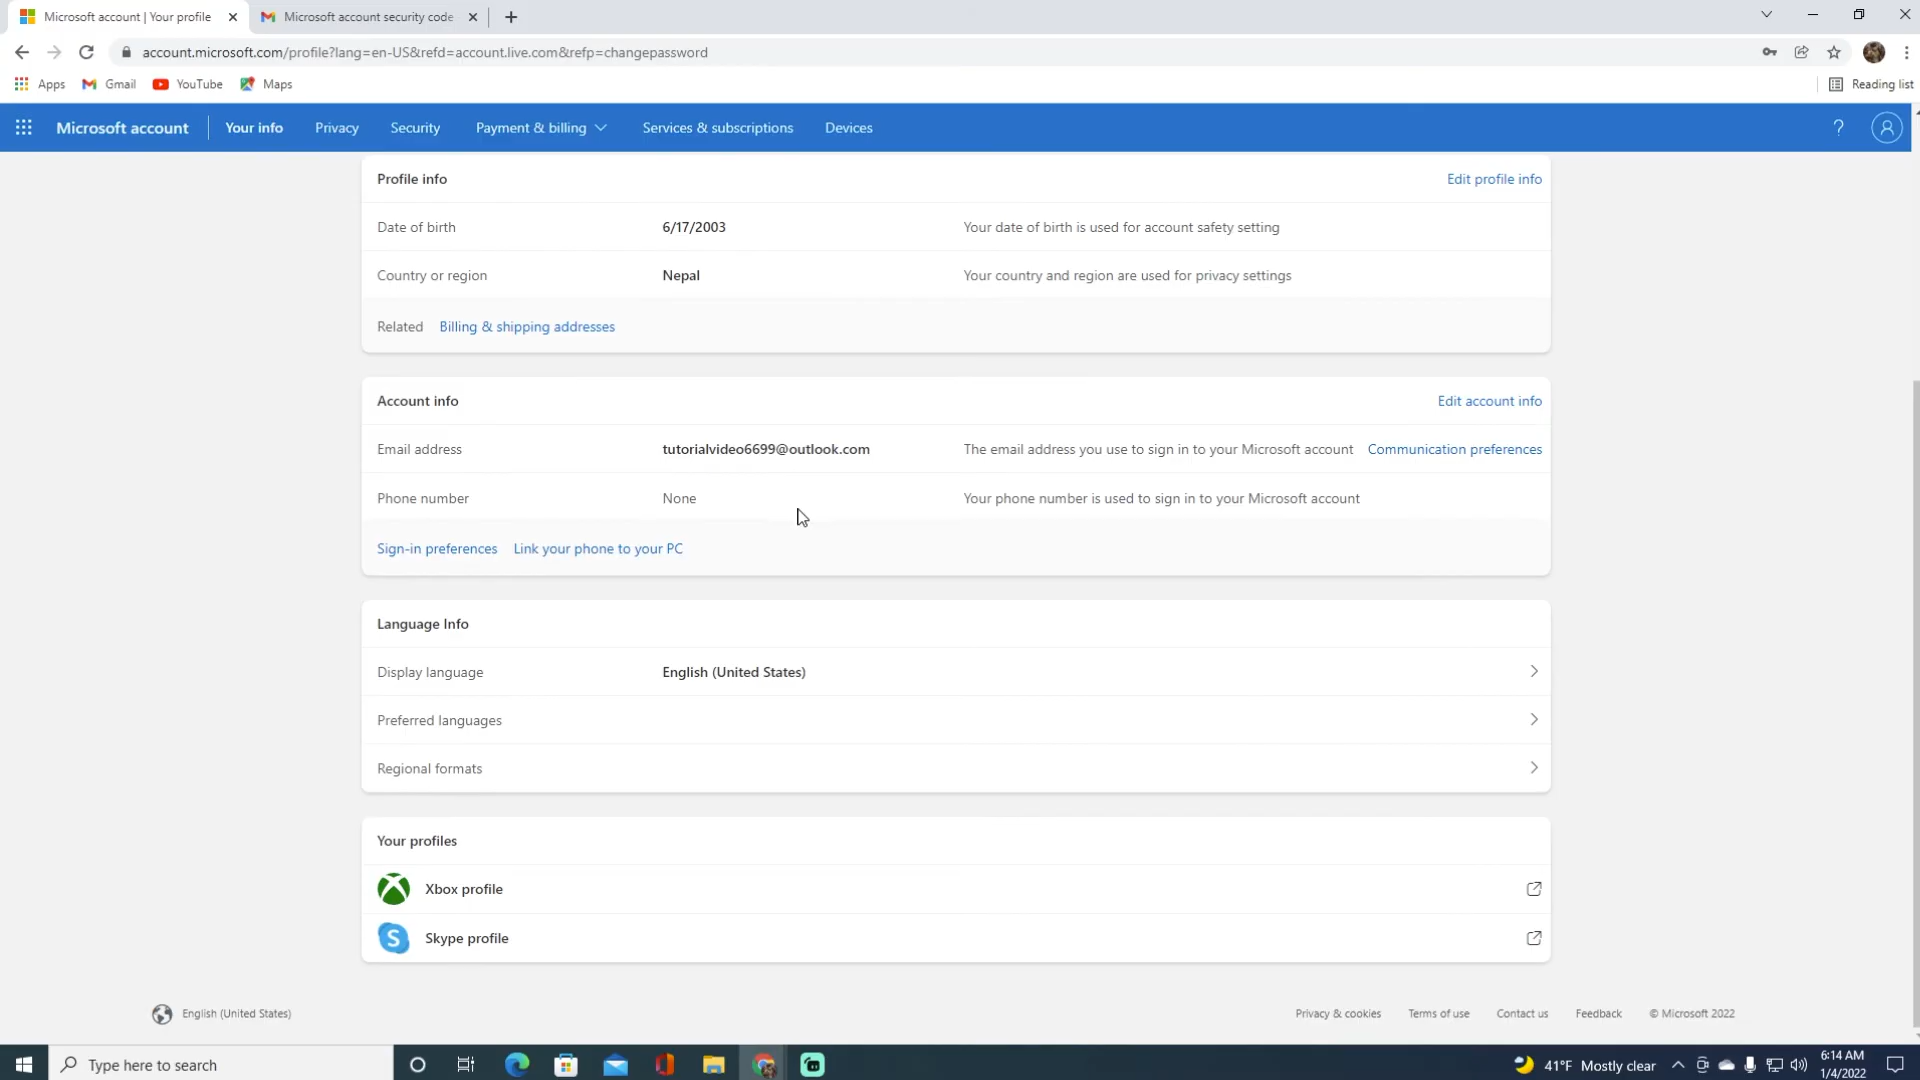 Microsoft account | Your profile
Microsoft account security code
account.microsoft.com/profile?lang=en-US&refd=account.live.com&refp=changepassword
Apps
Gmail
YouTube
Maps
Reading list
Microsoft account
Your info
Privacy
Security
Payment & billing
Services & subscriptions
Devices
?
Profile info
Edit profile info
Date of birth
6/17/2003
Your date of birth is used for account safety setting
Country or region
Nepal
Your country and region are used for privacy settings
Related
Billing & shipping addresses
Account info
Edit account info
Email address
tutorialvideo6699@outlook.com
The email address you use to sign in to your Microsoft account
Communication preferences
Phone number
None
Your phone number is used to sign in to your Microsoft account
Sign-in preferences
Link your phone to your PC
Language Info
Display language
English (United States)
Preferred languages
Regional formats
Your profiles
Xbox profile
S
Skype profile
English (United States)
Privacy & cookies
Terms of use
Contact us
Feedback
© Microsoft 2022
Type here to search
41°F Mostly clear
6:14 AM
1/4/2022